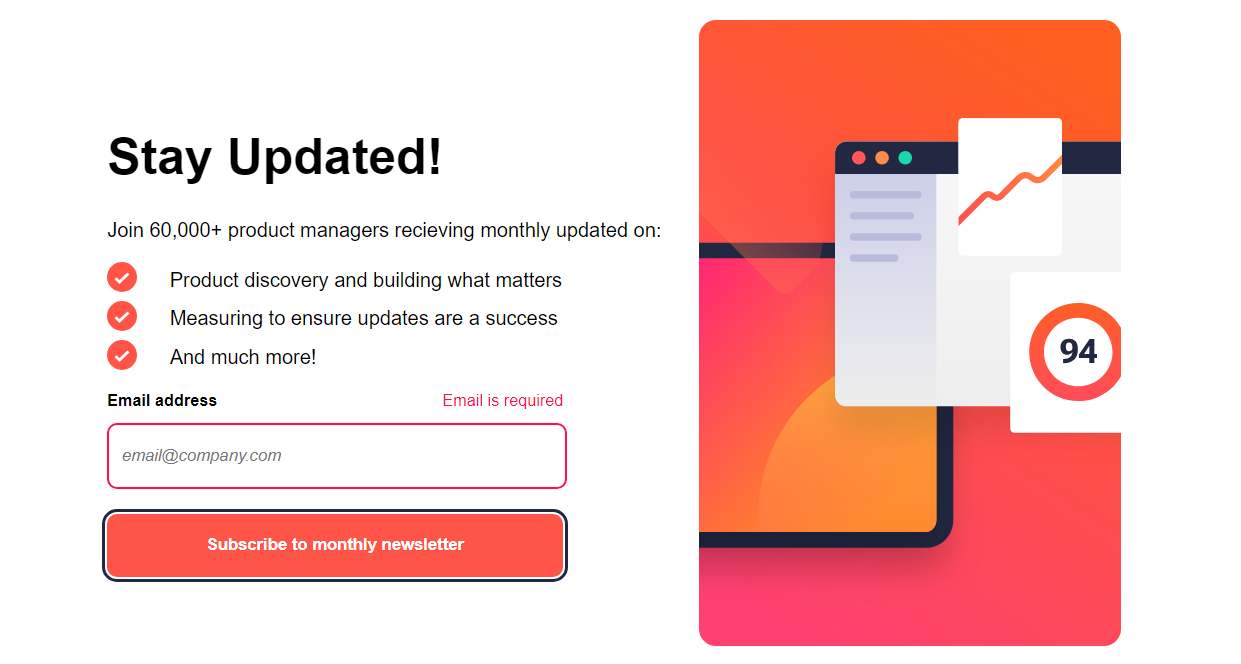 Stay Updated!
Join 60,000+ product managers recieving monthly updated on:
Product discovery and building what matters
Measuring to ensure updates are a success
And much more!
Email address
Email is required
email@company.com
Subscribe to monthly newsletter
94